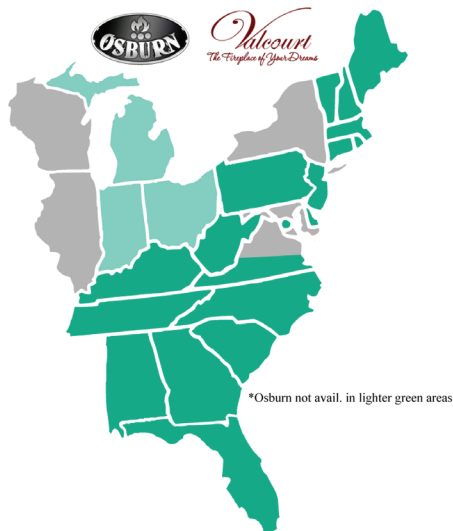 OSBURN
Valcourt
The Fireplace of Your Dreams
*Osburn not avail. in lighter green areas